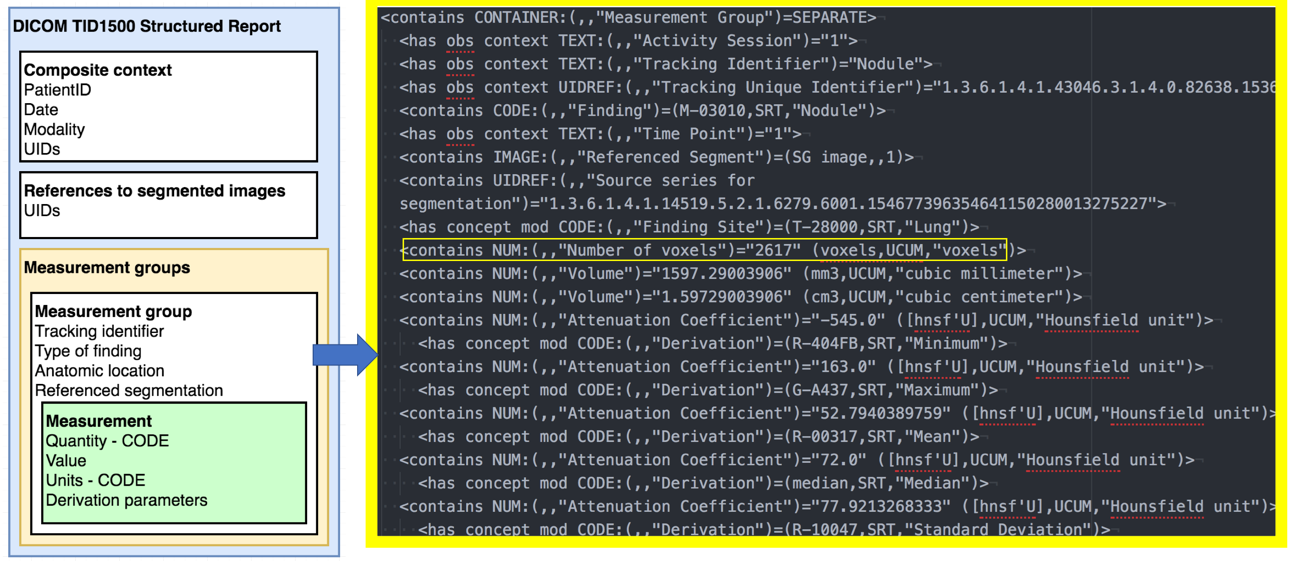 DICOM TID1500 Structured Report
Composite context
PatientID
Date
Modality
UIDs
References to segmented images
UIDs
Measurement groups
Measurement group
Tracking identifier
Type of finding
Anatomic location
Referenced segmentation
Measurement
Quantity - CODE
Value
Units - CODE
Derivation parameters
<contains CONTAINER:(,,"Measurement Group")=SEPARATE>
<has obs context TEXT:(,,"Activity Session")="1">
<has obs context TEXT:(,,"Tracking Identifier")="Nodule">
<has obs context UIDREF:(,,"Tracking Unique Identifier")="1.3.6.1.4.1.43046.3.1.4.0.82638.1536
<contains CODE:(,,"Finding")=(M-03010,SRT,"Nodule")>
<has obs context TEXT:(,,"Time Point")="1">
<contains IMAGE:(,,"Referenced Segment")=(SG image,,1)>
<contains UIDREF:(,,"Source series for
segmentation")="1.3.6.1.4.1.14519.5.2.1.6279.6001.154677396354641150280013275227">
<has concept mod CODE:(,,"Finding Site")=(T-28000,SRT,"Lung")>
<contains NUM:(,,"Number of voxels")="2617" (voxels,UCUM,"voxels")>
<contains NUM:(,,"Volume")="1597.29003906" (mm3,UCUM,"cubic millimeter")>
<contains NUM:(,,"Volume")="1.59729003906" (cm3,UCUM,"cubic centimeter")>
<contains NUM:(,,"Attenuation Coefficient")="-545.0" ([hnsf'U],UCUM,"Hounsfield unit")>
<has concept mod CODE:(,,"Derivation")=(R-404FB,SRT,"Minimum")>
<contains NUM:(,,"Attenuation Coefficient")="163.0" ([hnsf'U],UCUM,"Hounsfield unit")>
<has concept mod CODE:(,,"Derivation")=(G-A437,SRT,"Maximum")>
<contains NUM:(,,"Attenuation Coefficient")="52.7940389759" ([hnsf'U],UCUM,"Hounsfield unit")>
<has concept mod CODE:(,,"Derivation")=(R-00317,SRT,"Mean")>
<contains NUM:(,,"Attenuation Coefficient")="72.0" ([hnsf'U],UCUM,"Hounsfield unit")>
<has concept mod CODE:(,,"Derivation")=(median,SRT,"Median")>
<contains NUM:(,,"Attenuation Coefficient")="77.9213268333" ([hnsf'U],UCUM,"Hounsfield unit")>
<has concept mod CODE:(,,"Derivation")=(R-10047,SRT,"Standard Deviation")>